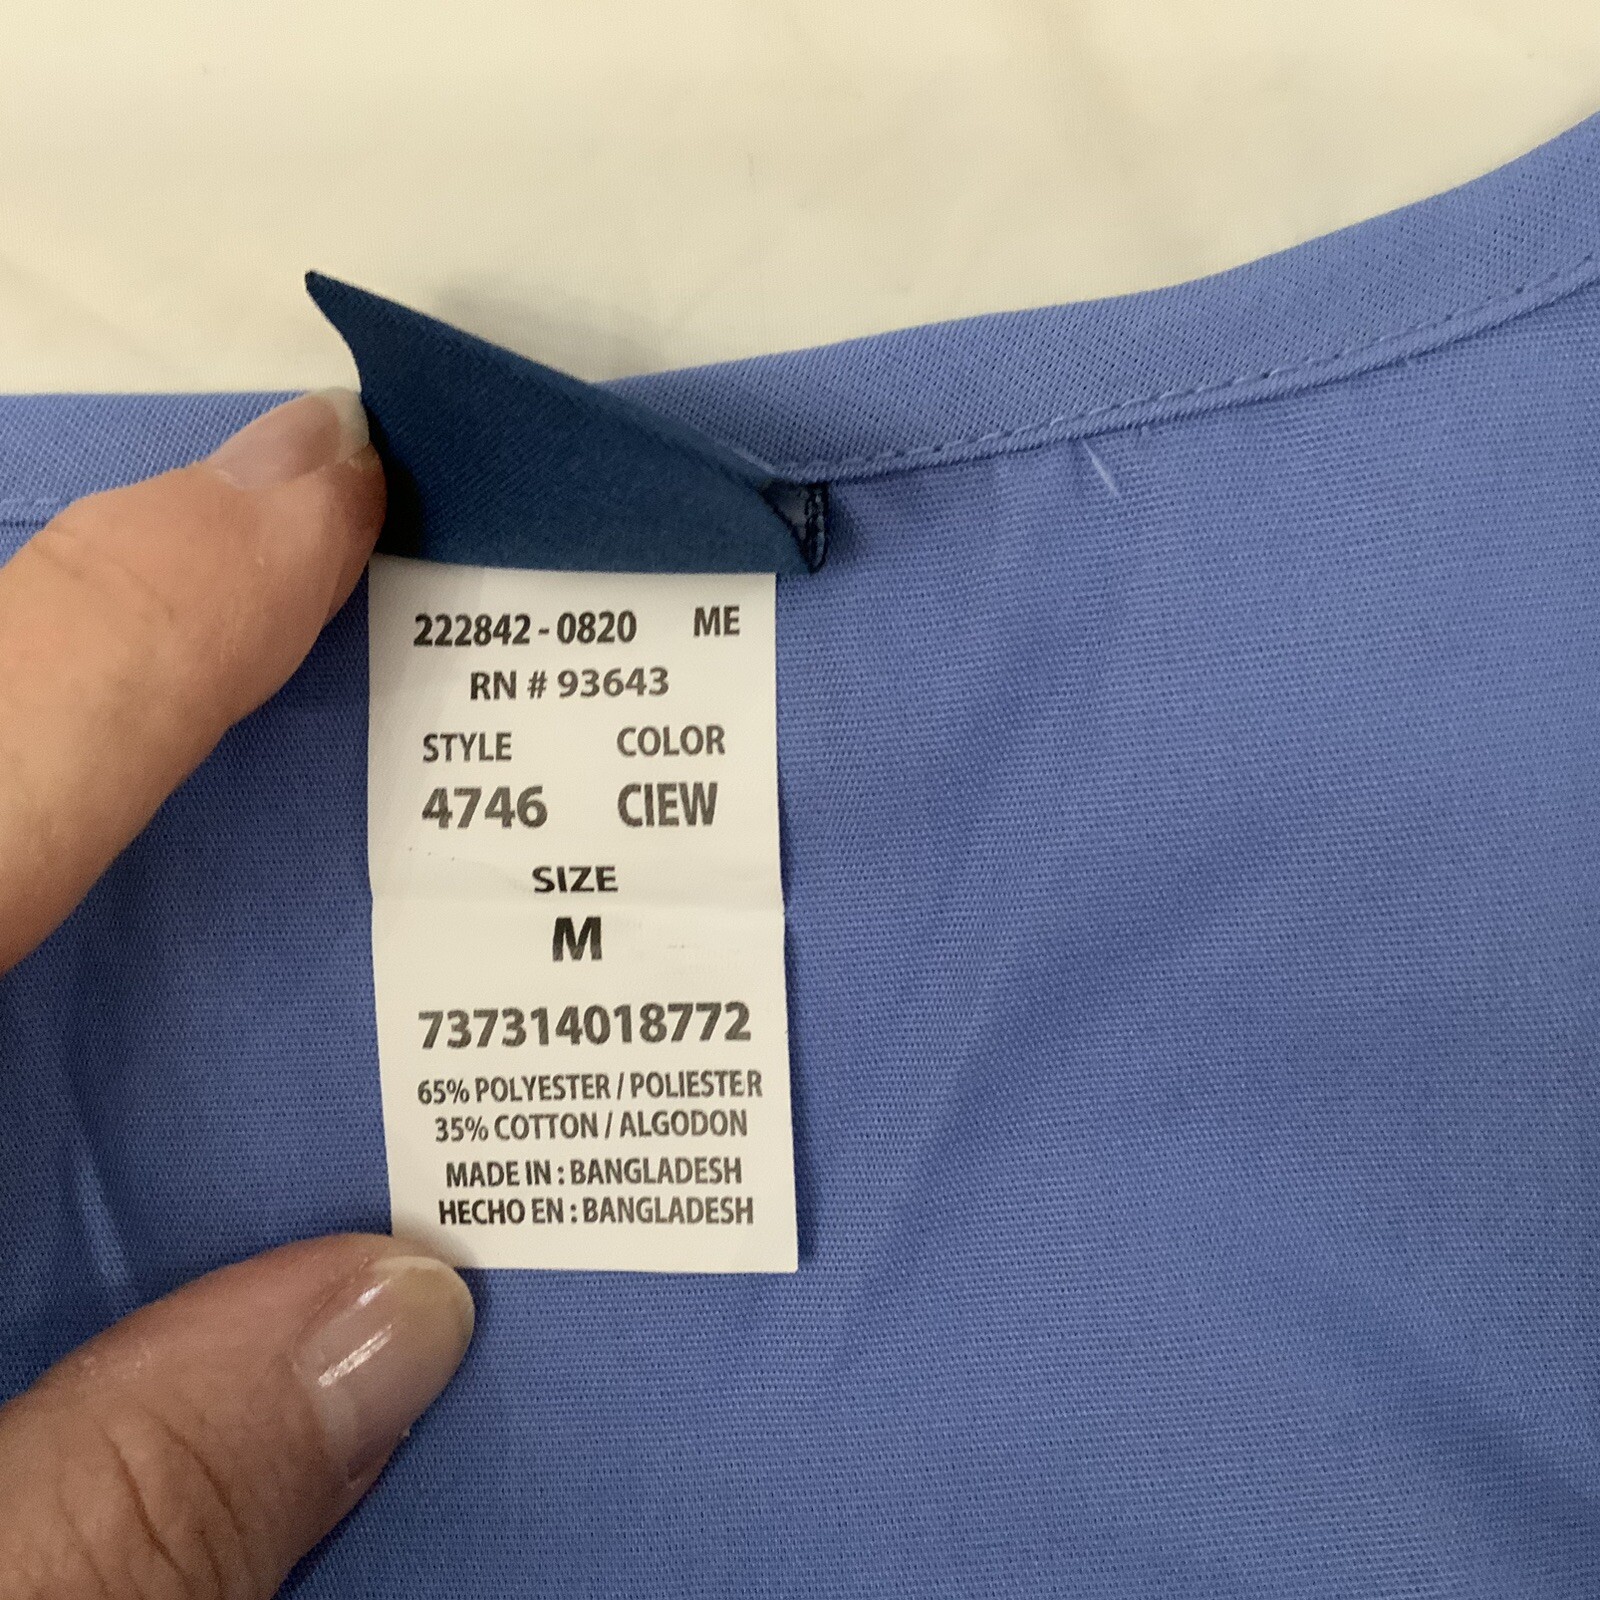 222842 - 0820 ME
RN # 93643
STYLE COLOR
4746 CIEW
SIZE
M
737314018772
65% POLYESTER / POLIESTER
35% COTTON / ALGODON
MADE IN : BANGLADESH
HECHO EN : BANGLADESH